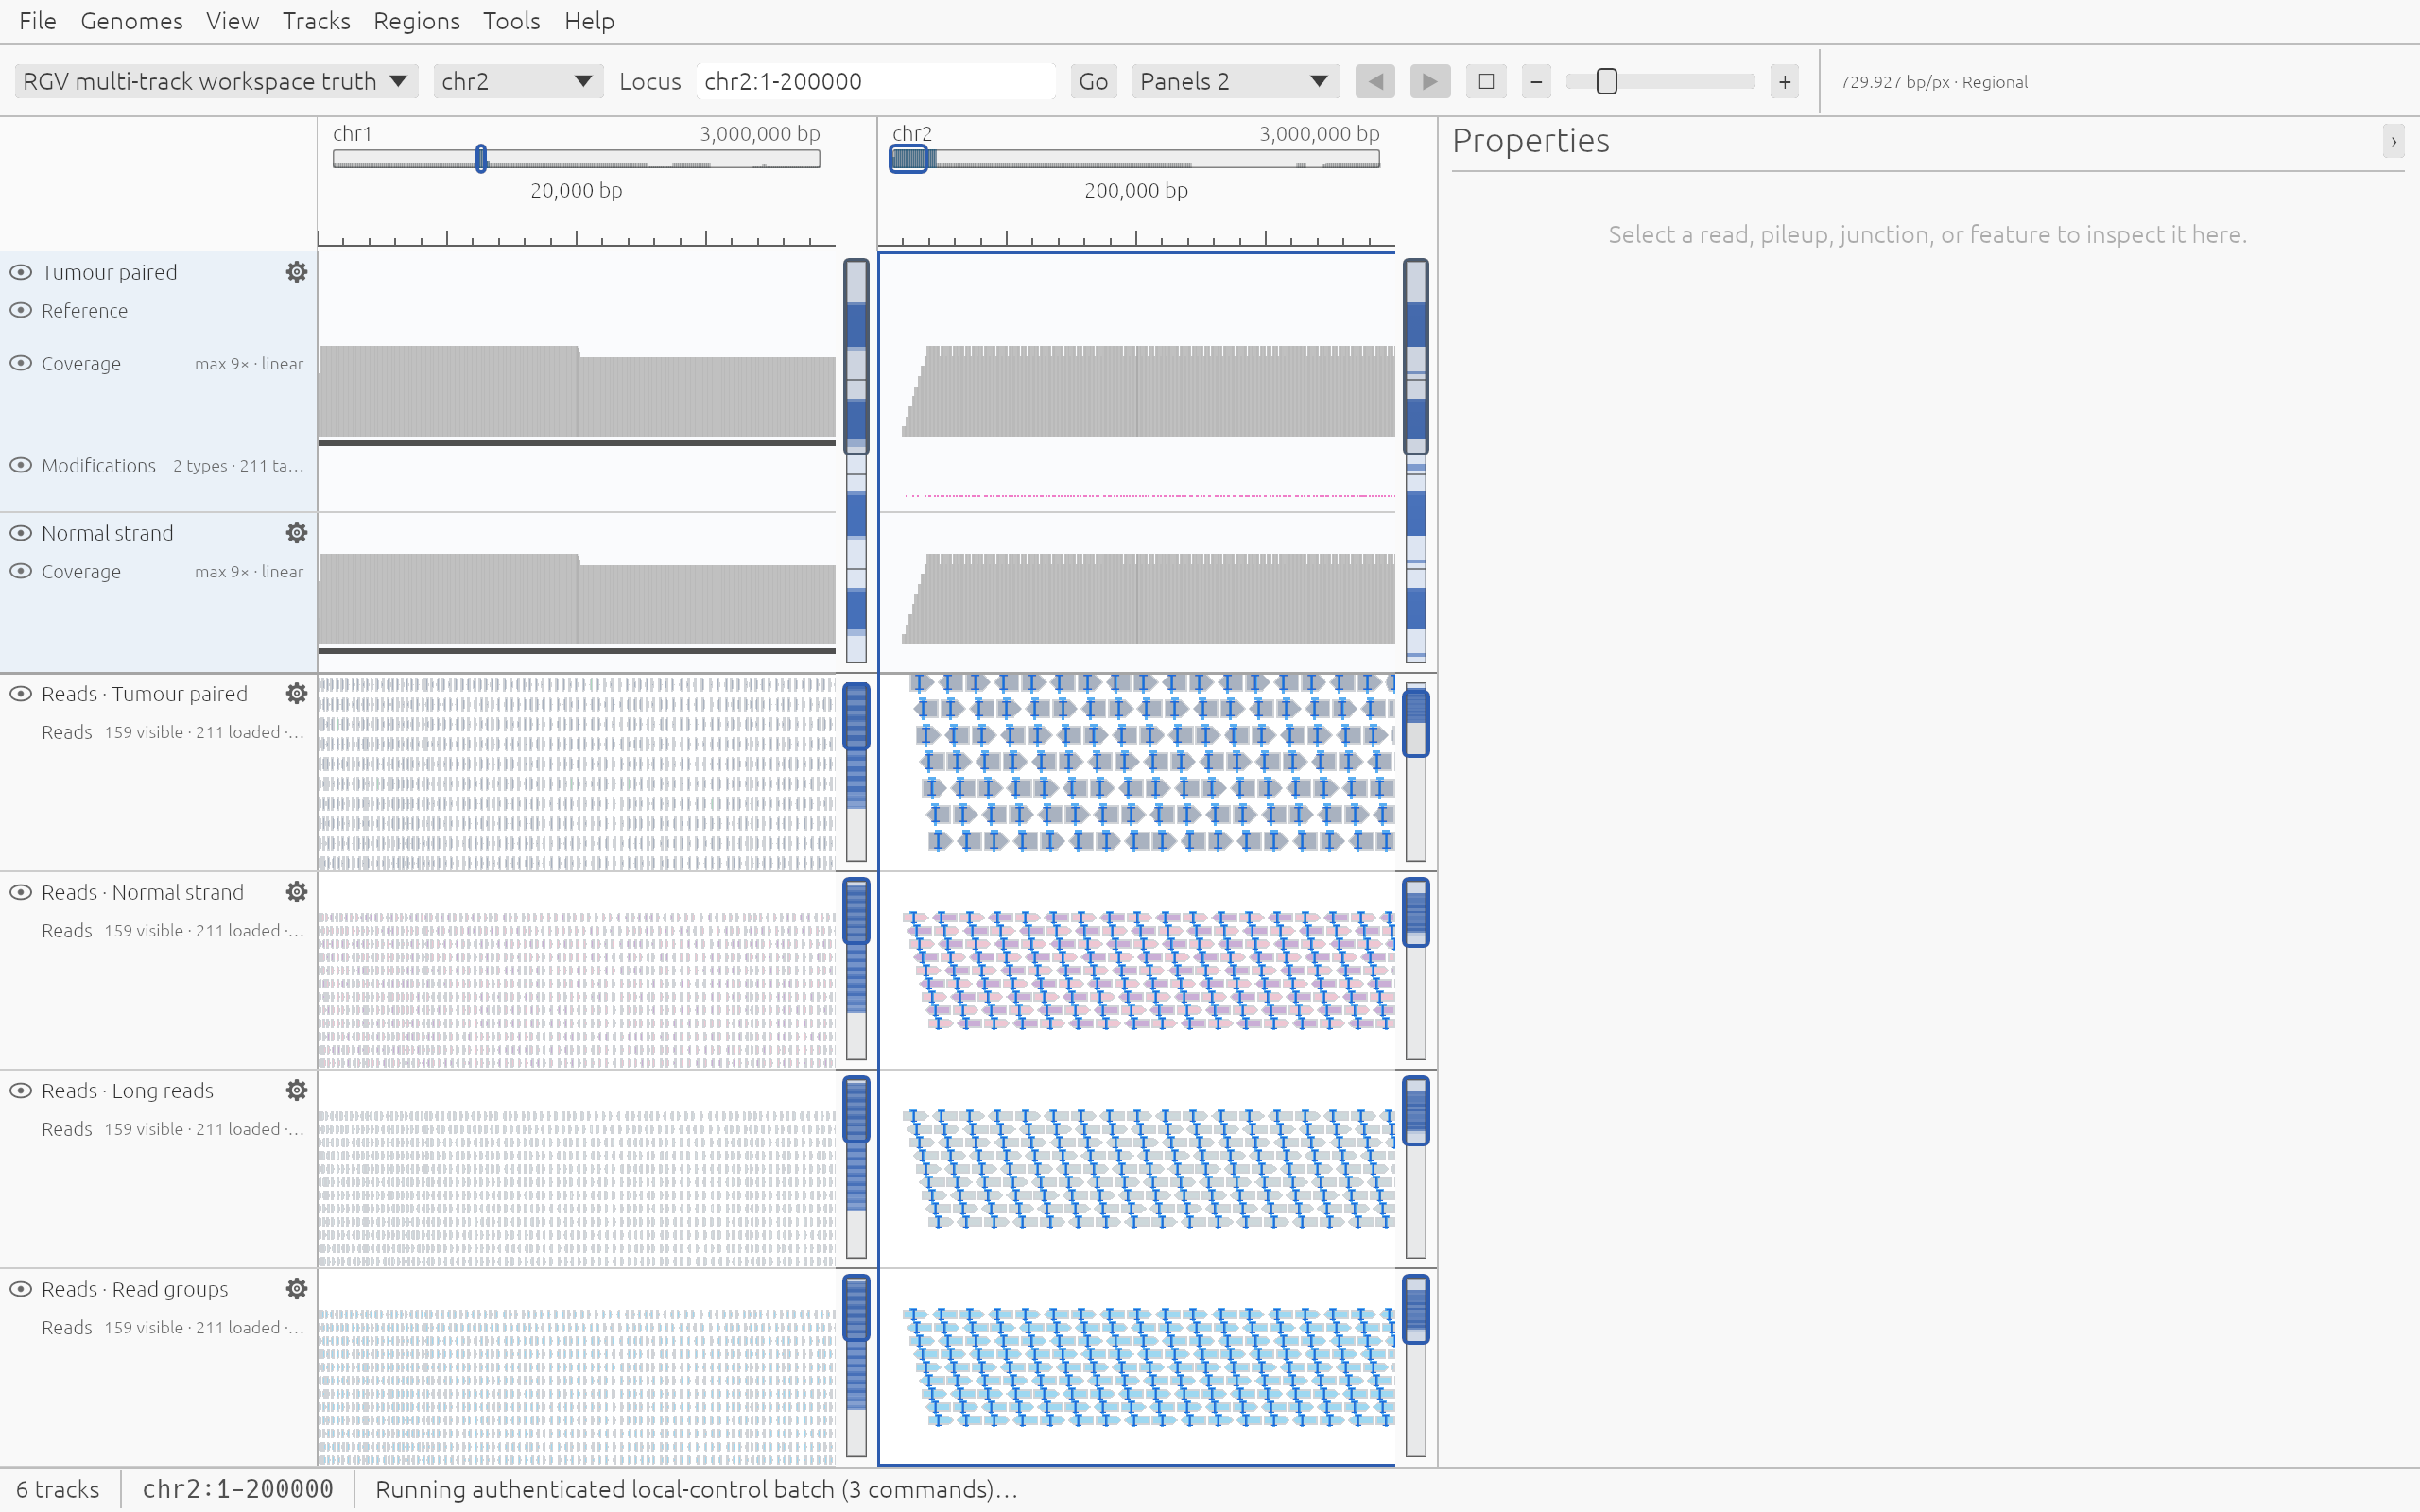 File Genomes View Tracks Regions Tools Help
RGV multi-track workspace truth chr2 Locus chr2:1-200000 Go Panels 2 − + 729.927 bp/px · Regional
chr1 3,000,000 bp chr2 3,000,000 bp
Properties
20,000 bp 200,000 bp
Select a read, pileup, junction, or feature to inspect it here.
Tumour paired
Reference
Coverage max 9× · linear
Modifications 2 types · 211 ta…
Normal strand
Coverage max 9× · linear
Reads · Tumour paired
Reads 159 visible · 211 loaded ·…
Reads · Normal strand
Reads 159 visible · 211 loaded ·…
Reads · Long reads
Reads 159 visible · 211 loaded ·…
Reads · Read groups
Reads 159 visible · 211 loaded ·…
6 tracks chr2:1-200000 Running authenticated local-control batch (3 commands)…